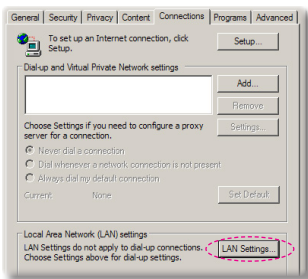 General Security Privacy Content Connections Programs Advanced
To set up an Internet connection, click
Setup.
Setup...
Dial-up and Virtual Private Network settings
Add...
Remove
Choose Settings if you need to configure a proxy
server for a connection.
Settings...
Never dial a connection
Dial whenever a network connection is not present
Always dial my default connection
Current None
Set Default
Local Area Network (LAN) settings
LAN Settings do not apply to dial-up connections.
Choose Settings above for dial-up settings.
LAN Settings...